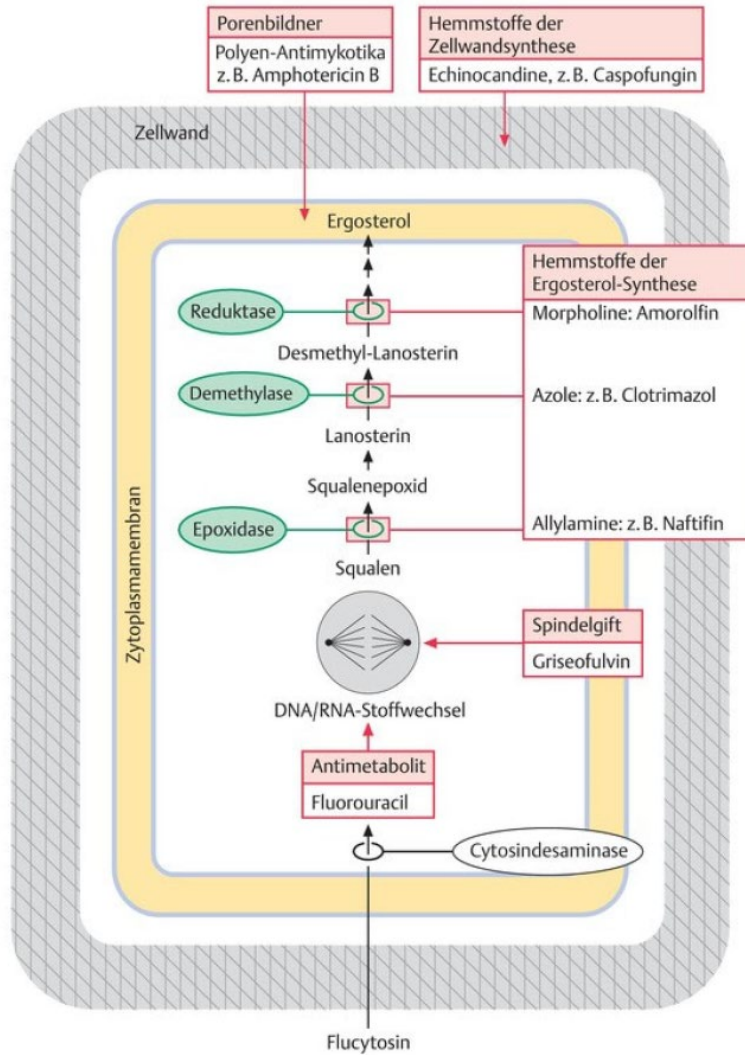 Porenbildner
Polyen-Antimykotika
z. B. Amphotericin B
Hemmstoffe der
Zellwandsynthese
Echinocandine, z. B. Caspofungin
Zellwand
Ergosterol
Hemmstoffe der
Ergosterol-Synthese
Reduktase
Morpholine: Amorolfin
Desmethyl-Lanosterin
Demethylase
Azole: z. B. Clotrimazol
Lanosterin
Squalenepoxid
Epoxidase
Allylamine: z. B. Naftifin
Squalen
Zytoplasmamembran
Spindelgift
Griseofulvin
DNA/RNA-Stoffwechsel
Antimetabolit
Fluorouracil
Cytosindesaminase
Flucytosin